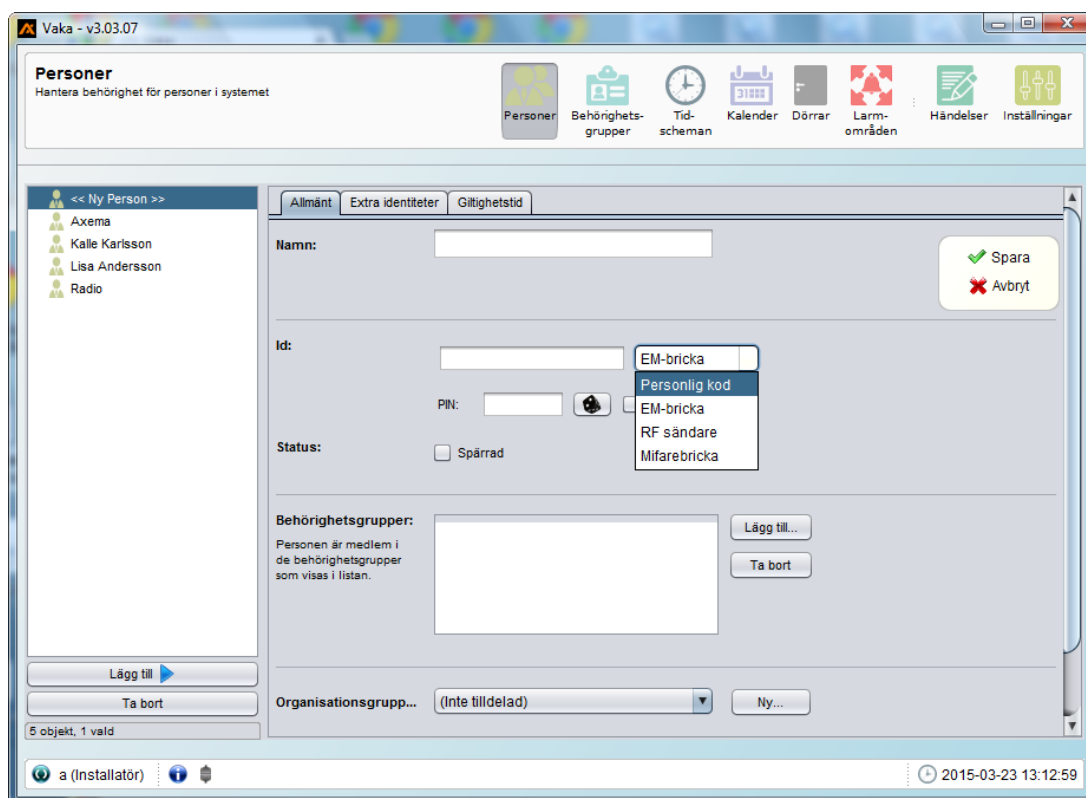 Vaka - v3.03.07
Personer
Hantera behörighet för personer i systemet
Personer
Behörighets-
grupper
Tid-
scheman
Kalender
Dörrar
Larm-
områden
Händelser
Inställningar
<< Ny Person >>
Axema
Kalle Karlsson
Lisa Andersson
Radio
Lägg till
Ta bort
5 objekt, 1 vald
Allmänt
Extra identiteter
Giltighetstid
Namn:
Spara
Avbryt
Id:
EM-bricka
Personlig kod
EM-bricka
RF sändare
Mifarebricka
PIN:
Status:
Spärrad
Behörighetsgrupper:
Personen är medlem i
de behörighetsgrupper
som visas i listan.
Lägg till...
Ta bort
Organisationsgrupp...
(Inte tilldelad)
Ny...
a (Installatör)
2015-03-23 13:12:59